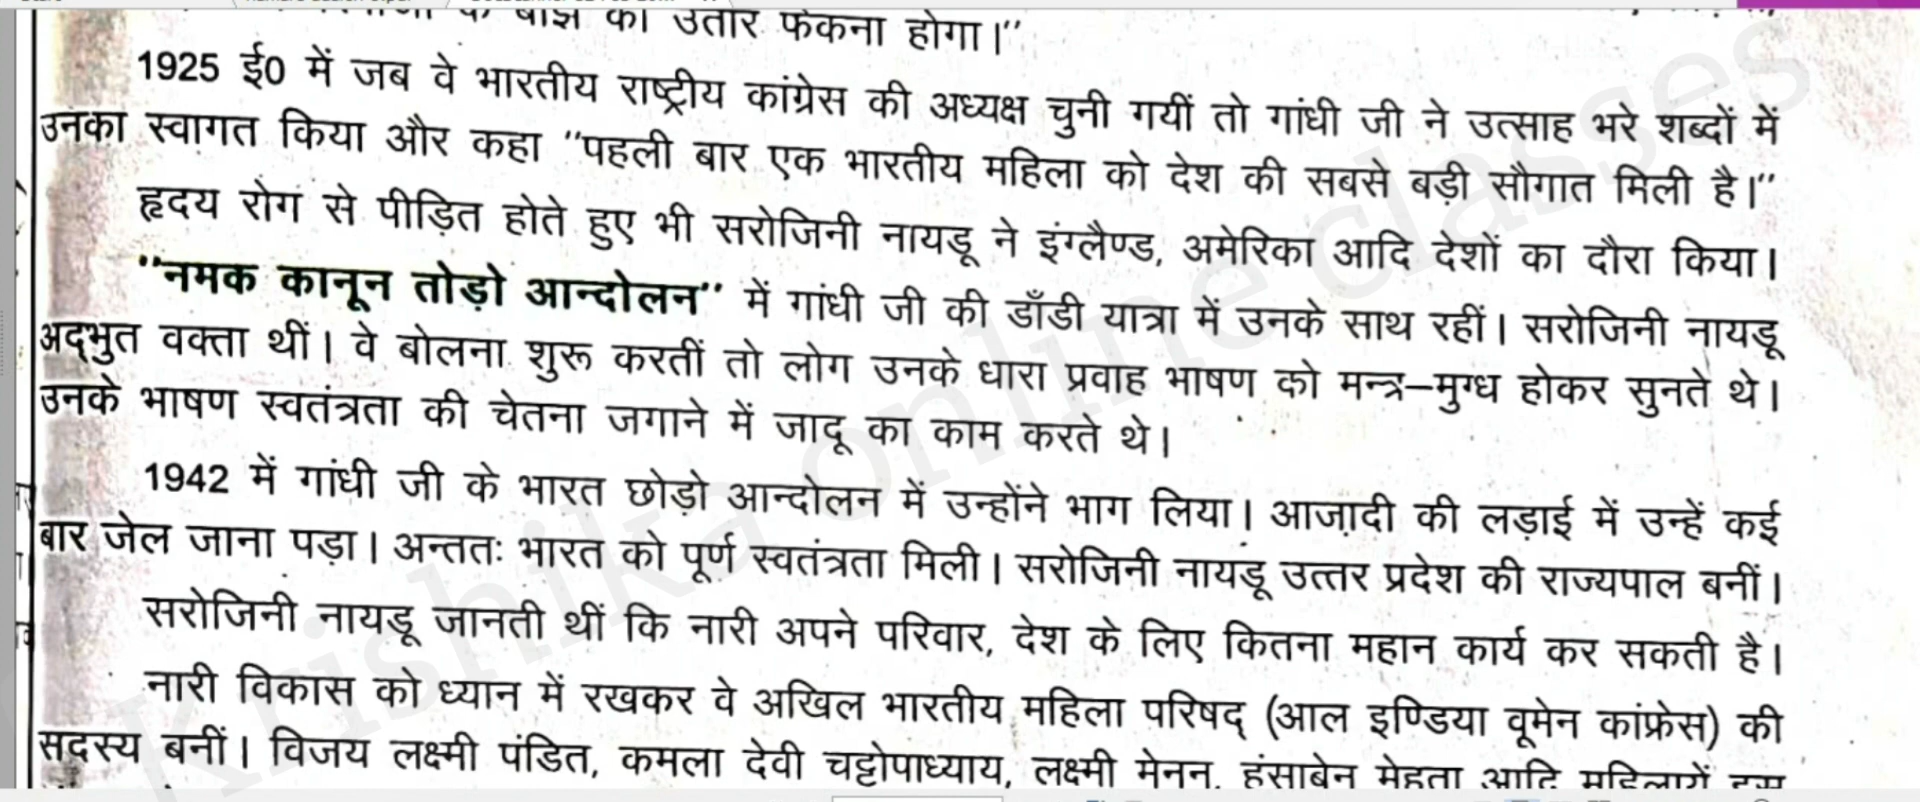 बोझ को उतार फेंकना होगा।"
1925 ई0 में जब वे भारतीय राष्ट्रीय कांग्रेस की अध्यक्ष चुनी गयीं तो गांधी जी ने उत्साह भरे शब्दों में
उनका स्वागत किया और कहा "पहली बार एक भारतीय महिला को देश की सबसे बड़ी सौगात मिली है।"
हृदय रोग से पीड़ित होते हुए भी सरोजिनी नायडू ने इंग्लैण्ड, अमेरिका आदि देशों का दौरा किया।
"नमक कानून तोड़ो आन्दोलन" में गांधी जी की डाँडी यात्रा में उनके साथ रहीं। सरोजिनी नायडू
अद्भुत वक्ता थीं। वे बोलना शुरू करतीं तो लोग उनके धारा प्रवाह भाषण को मन्त्र–मुग्ध होकर सुनते थे।
उनके भाषण स्वतंत्रता की चेतना जगाने में जादू का काम करते थे।
1942 में गांधी जी के भारत छोड़ो आन्दोलन में उन्होंने भाग लिया। आज़ादी की लड़ाई में उन्हें कई
बार जेल जाना पड़ा। अन्ततः भारत को पूर्ण स्वतंत्रता मिली। सरोजिनी नायडू उत्तर प्रदेश की राज्यपाल बनीं।
सरोजिनी नायडू जानती थीं कि नारी अपने परिवार, देश के लिए कितना महान कार्य कर सकती है।
नारी विकास को ध्यान में रखकर वे अखिल भारतीय महिला परिषद् (आल इण्डिया वूमेन कांफ्रेस) की
सदस्य बनीं। विजय लक्ष्मी पंडित, कमला देवी चट्टोपाध्याय, लक्ष्मी मेनन, हंसाबेन मेहता आदि महिलायें इस
krishika online classes